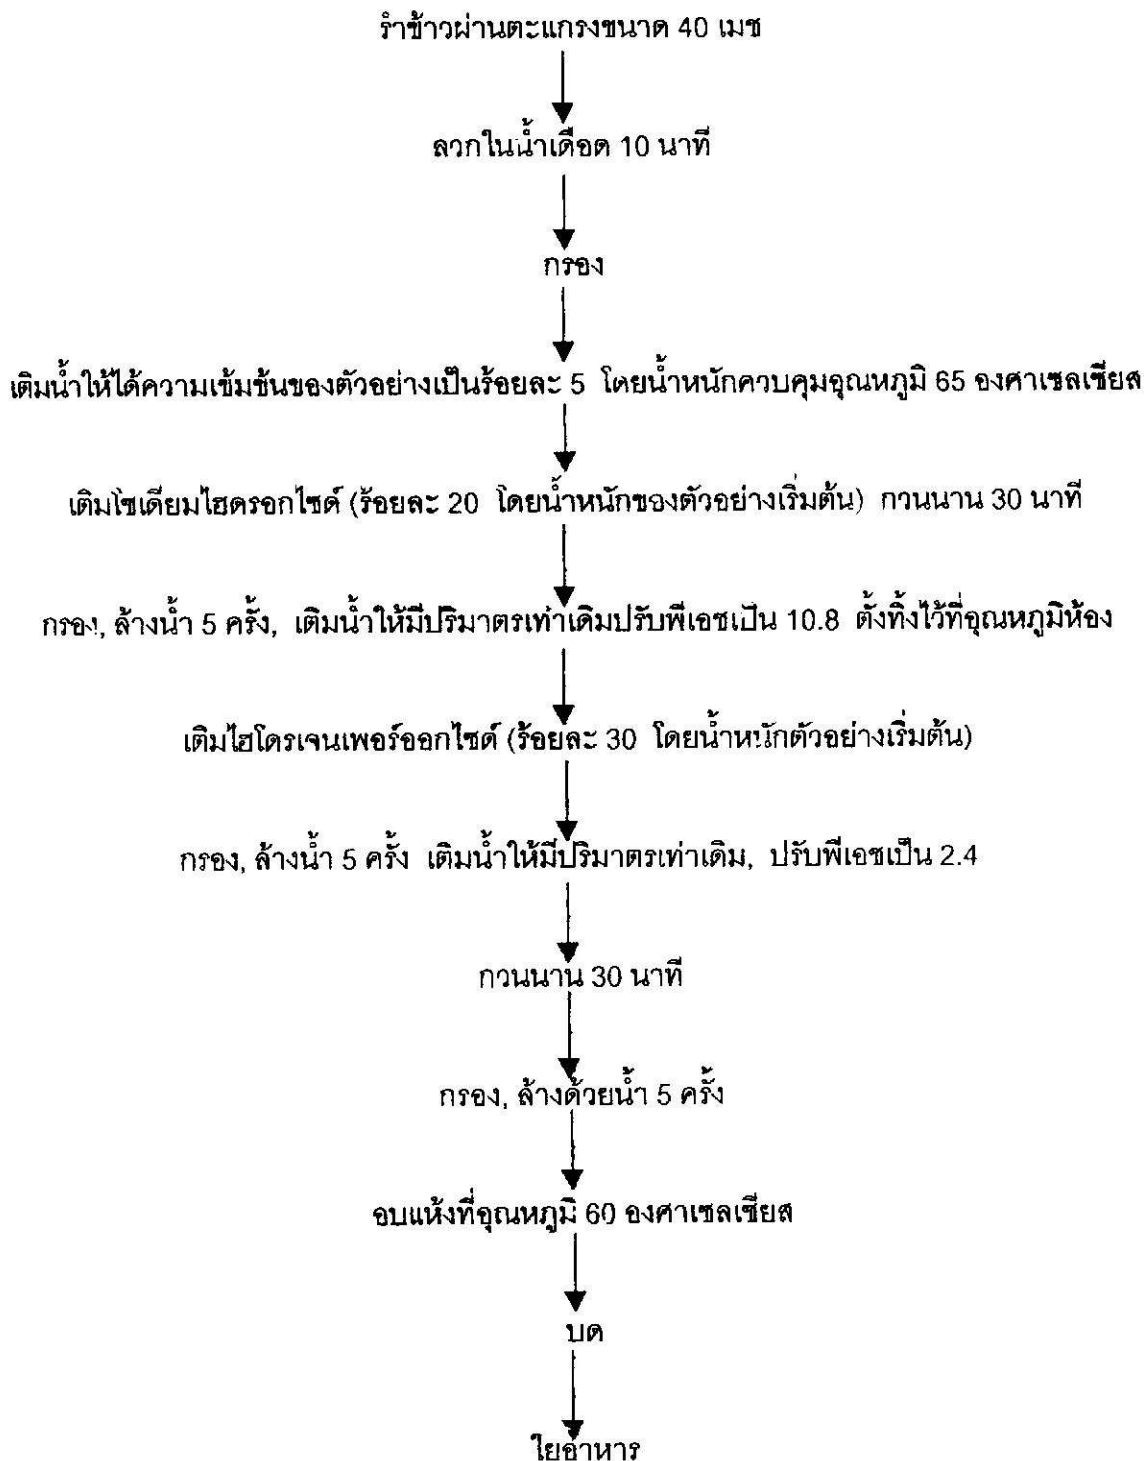 รำข้าวผ่านตะแกรงขนาด 40 เมช
ลวกในน้ำเดือด 10 นาที
กรอง
เติมน้ำให้ได้ความเข้มข้นของตัวอย่างเป็นร้อยละ 5 โดยน้ำหนักควบคุมอุณหภูมิ 65 องศาเซลเซียส
เติมโซเดียมไฮดรอกไซด์ (ร้อยละ 20 โดยน้ำหนักของตัวอย่างเริ่มต้น) กวนนาน 30 นาที
กรอง, ล้างน้ำ 5 ครั้ง, เติมน้ำให้มีปริมาตรเท่าเดิมปรับพีเอชเป็น 10.8 ตั้งทิ้งไว้ที่อุณหภูมิห้อง
เติมไฮโดรเจนเพอร์ออกไซด์ (ร้อยละ 30 โดยน้ำหนักตัวอย่างเริ่มต้น)
กรอง, ล้างน้ำ 5 ครั้ง เติมน้ำให้มีปริมาตรเท่าเดิม, ปรับพีเอชเป็น 2.4
กวนนาน 30 นาที
กรอง, ล้างด้วยน้ำ 5 ครั้ง
อบแห้งที่อุณหภูมิ 60 องศาเซลเซียส
บด
ใยอาหาร